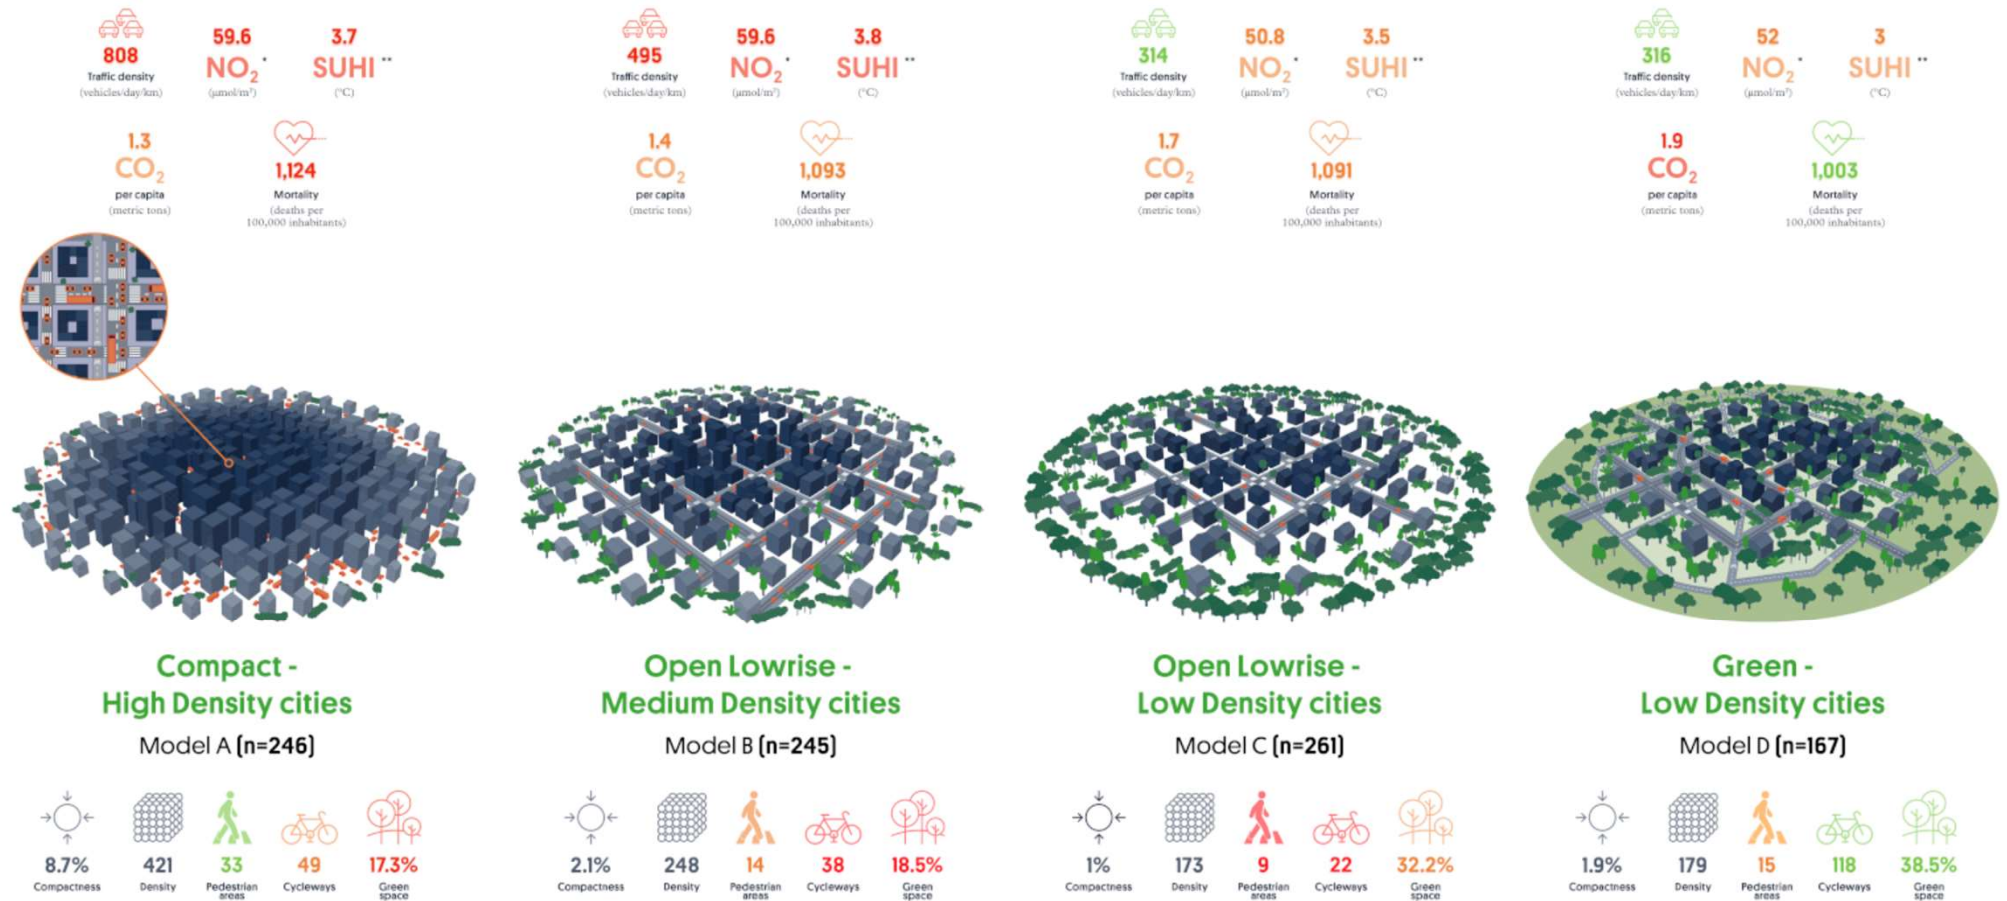 808
Traffic density
(vehicles/day/km)
59.6
NO₂ *
(μmol/m²)
3.7
SUHI **
(°C)
1.3
CO₂
per capita
(metric tons)
1,124
Mortality
(deaths per
100,000 inhabitants)
495
Traffic density
(vehicles/day/km)
59.6
NO₂ *
(μmol/m²)
3.8
SUHI **
(°C)
1.4
CO₂
per capita
(metric tons)
1,093
Mortality
(deaths per
100,000 inhabitants)
314
Traffic density
(vehicles/day/km)
50.8
NO₂ *
(μmol/m²)
3.5
SUHI **
(°C)
1.7
CO₂
per capita
(metric tons)
1,091
Mortality
(deaths per
100,000 inhabitants)
316
Traffic density
(vehicles/day/km)
52
NO₂ *
(μmol/m²)
3
SUHI **
(°C)
1.9
CO₂
per capita
(metric tons)
1,003
Mortality
(deaths per
100,000 inhabitants)
Compact -
High Density cities
Model A (n=246)
8.7%
Compactness
421
Density
33
Pedestrian
areas
49
Cycleways
17.3%
Green
space
Open Lowrise -
Medium Density cities
Model B (n=245)
2.1%
Compactness
248
Density
14
Pedestrian
areas
38
Cycleways
18.5%
Green
space
Open Lowrise -
Low Density cities
Model C (n=261)
1%
Compactness
173
Density
9
Pedestrian
areas
22
Cycleways
32.2%
Green
space
Green -
Low Density cities
Model D (n=167)
1.9%
Compactness
179
Density
15
Pedestrian
areas
118
Cycleways
38.5%
Green
space